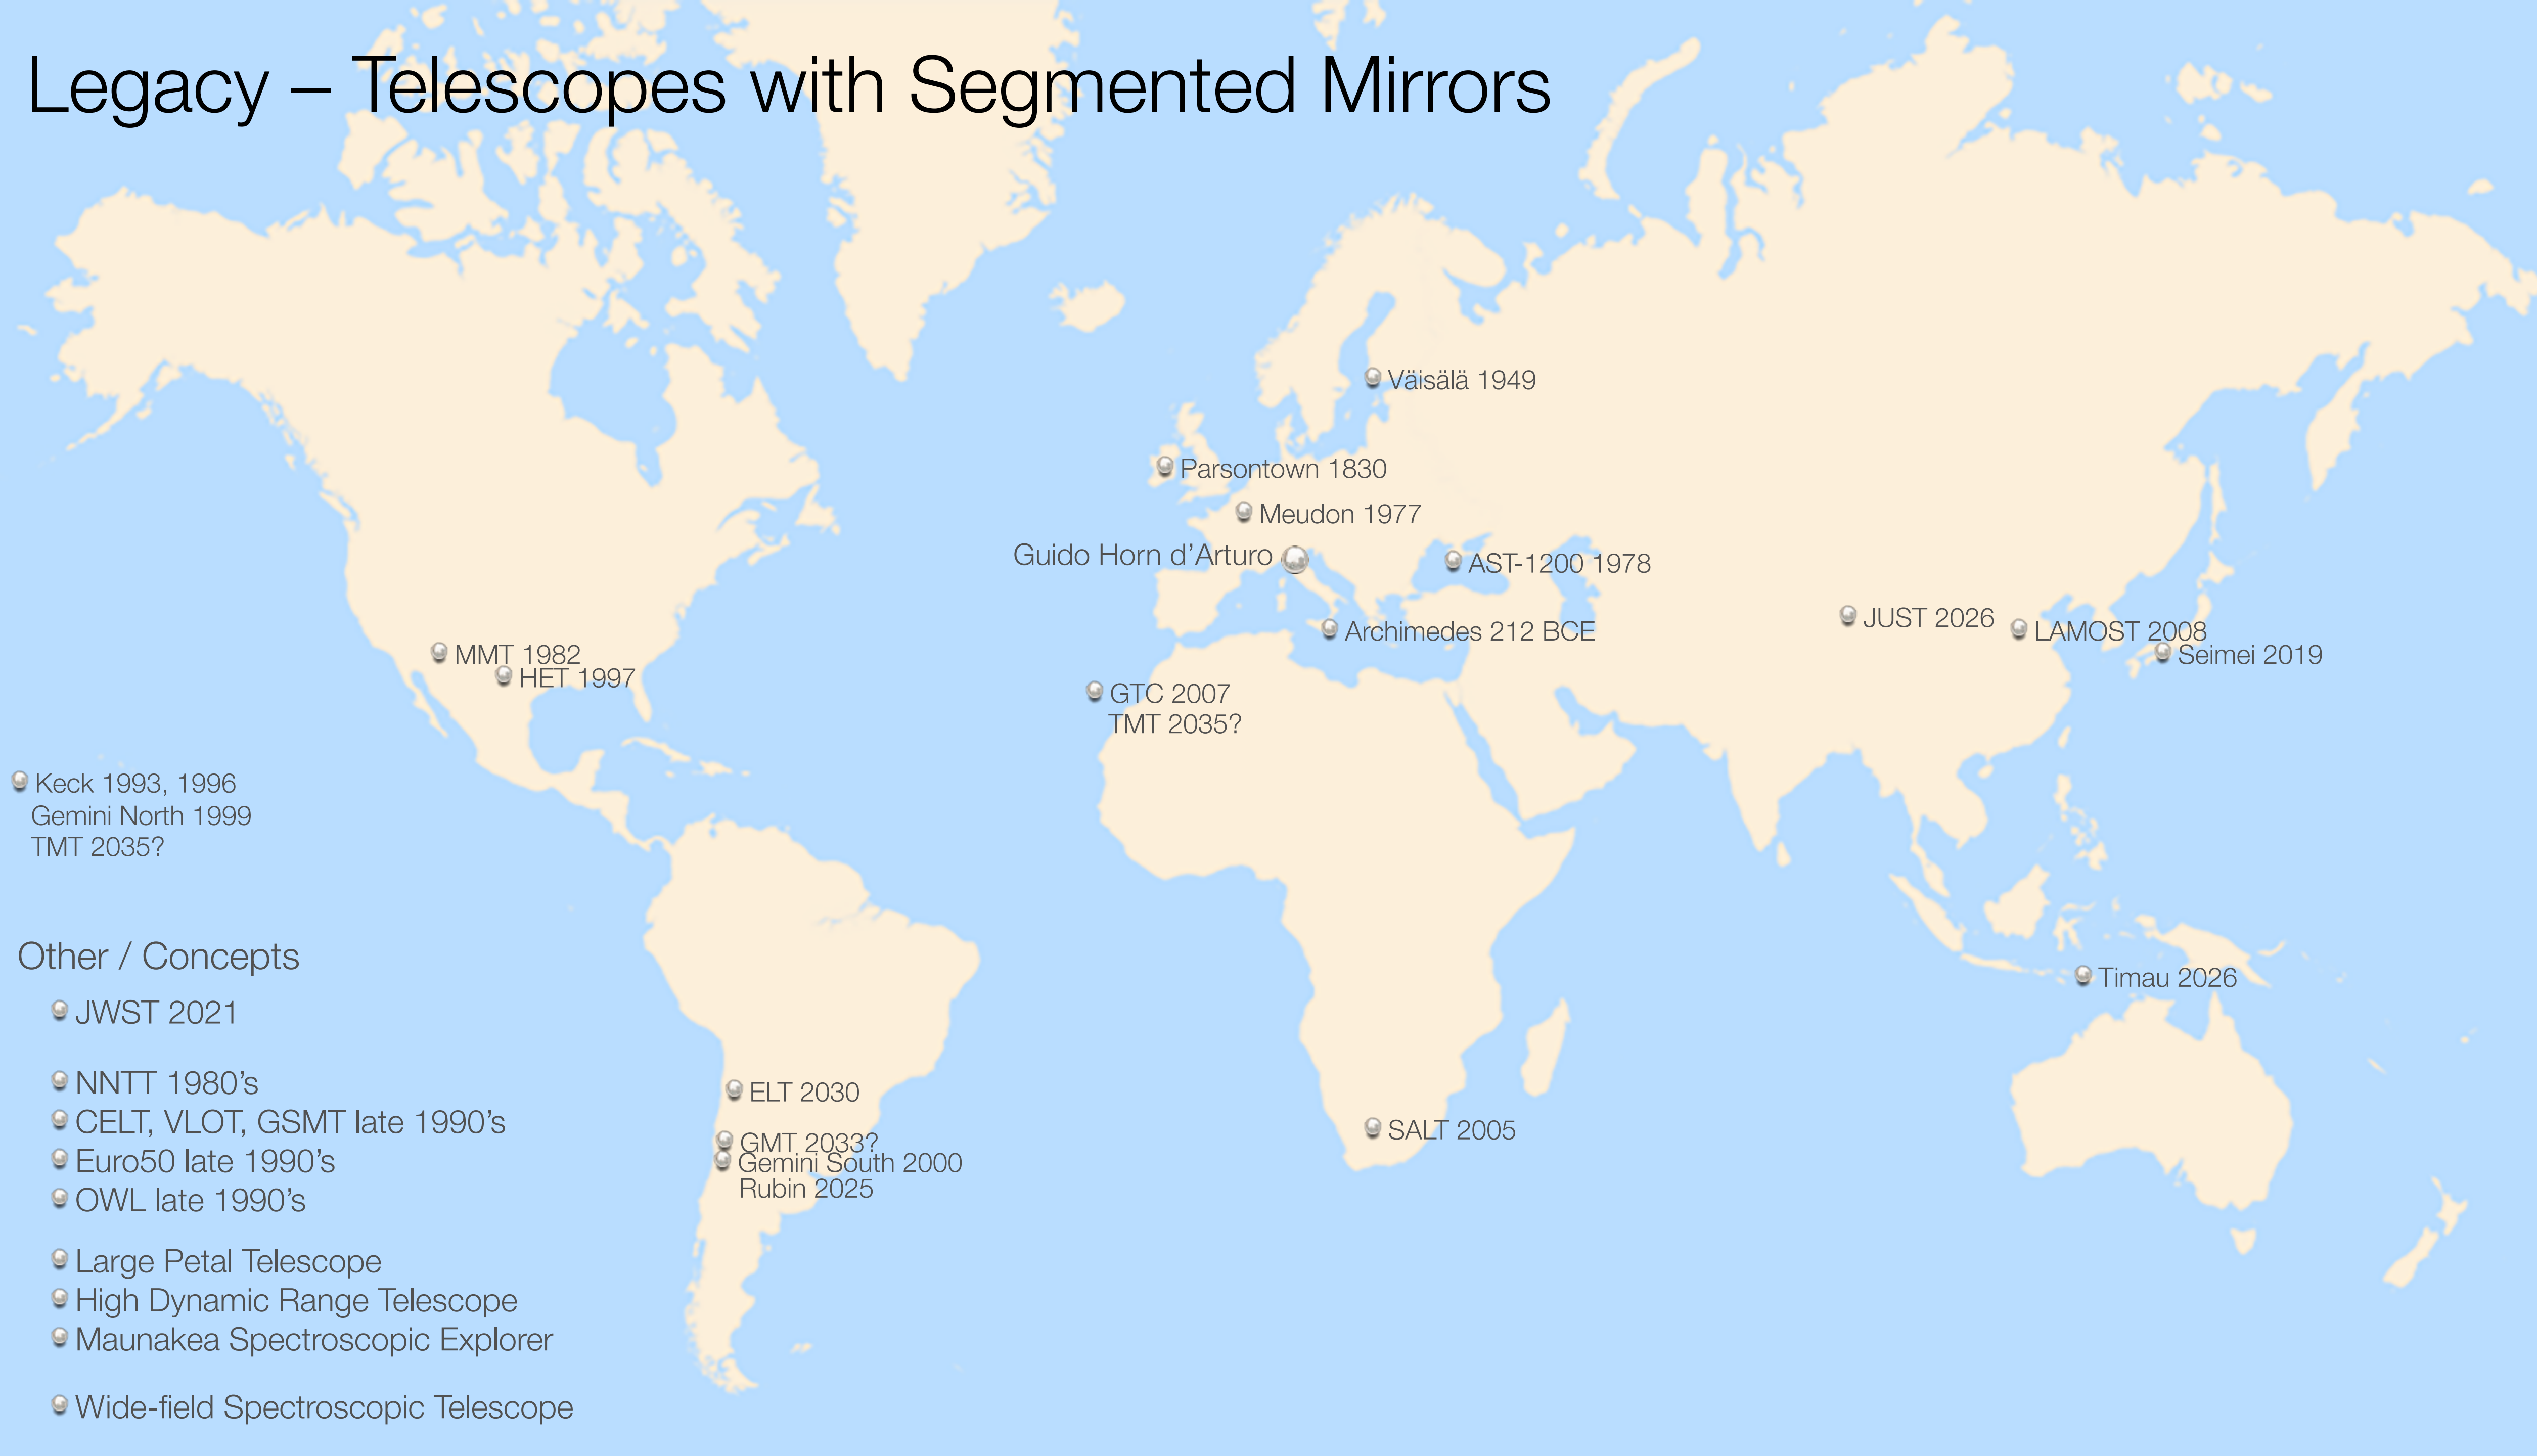 Legacy – Telescopes with Segmented Mirrors
Väisälä 1949
Parsontown 1830
Meudon 1977
Guido Horn d’Arturo
AST-1200 1978
Archimedes 212 BCE
JUST 2026
LAMOST 2008
Seimei 2019
MMT 1982
HET 1997
GTC 2007
TMT 2035?
Keck 1993, 1996
Gemini North 1999
TMT 2035?
Timau 2026
ELT 2030
SALT 2005
GMT 2033?
Gemini South 2000
Rubin 2025
Other / Concepts
JWST 2021
NNTT 1980’s
CELT, VLOT, GSMT late 1990’s
Euro50 late 1990’s
OWL late 1990’s
Large Petal Telescope
High Dynamic Range Telescope
Maunakea Spectroscopic Explorer
Wide-field Spectroscopic Telescope